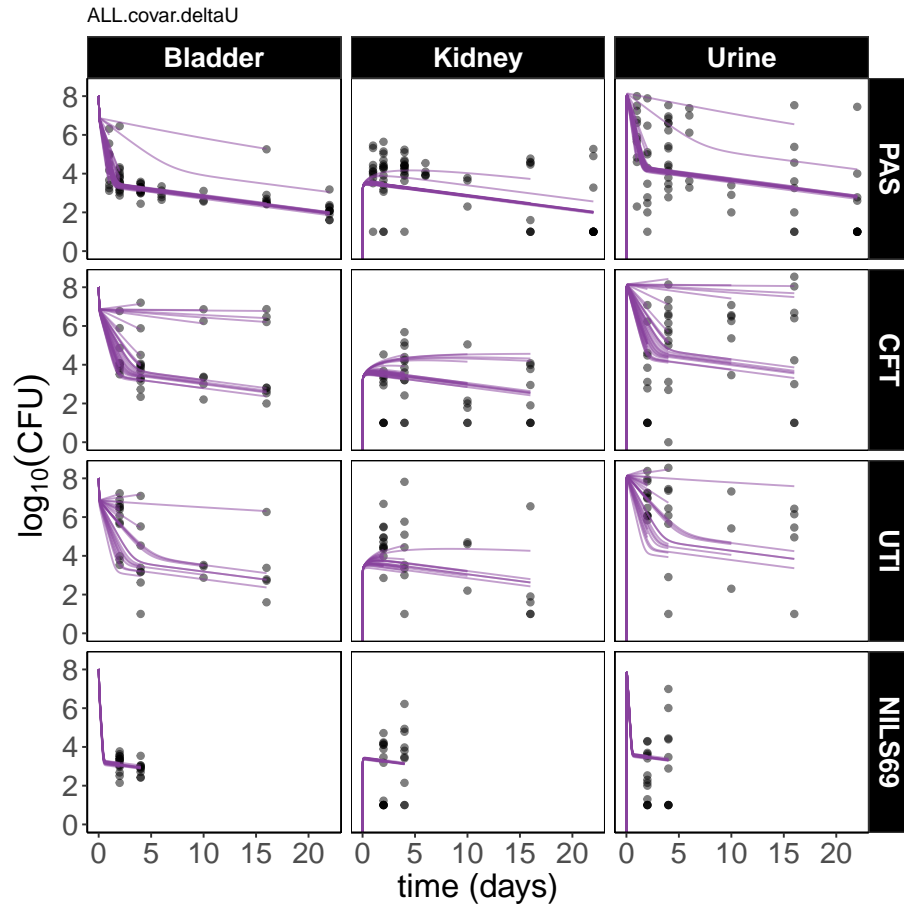 ALL.covar.deltaU
Bladder Kidney Urine
8
6
4
2
0
PAS
8
6
4
2
0
CFT
log₁₀(CFU)
8
6
4
2
0
UTI
8
6
4
2
0
NILS69
0 5 10 15 20 0 5 10 15 20 0 5 10 15 20
time (days)